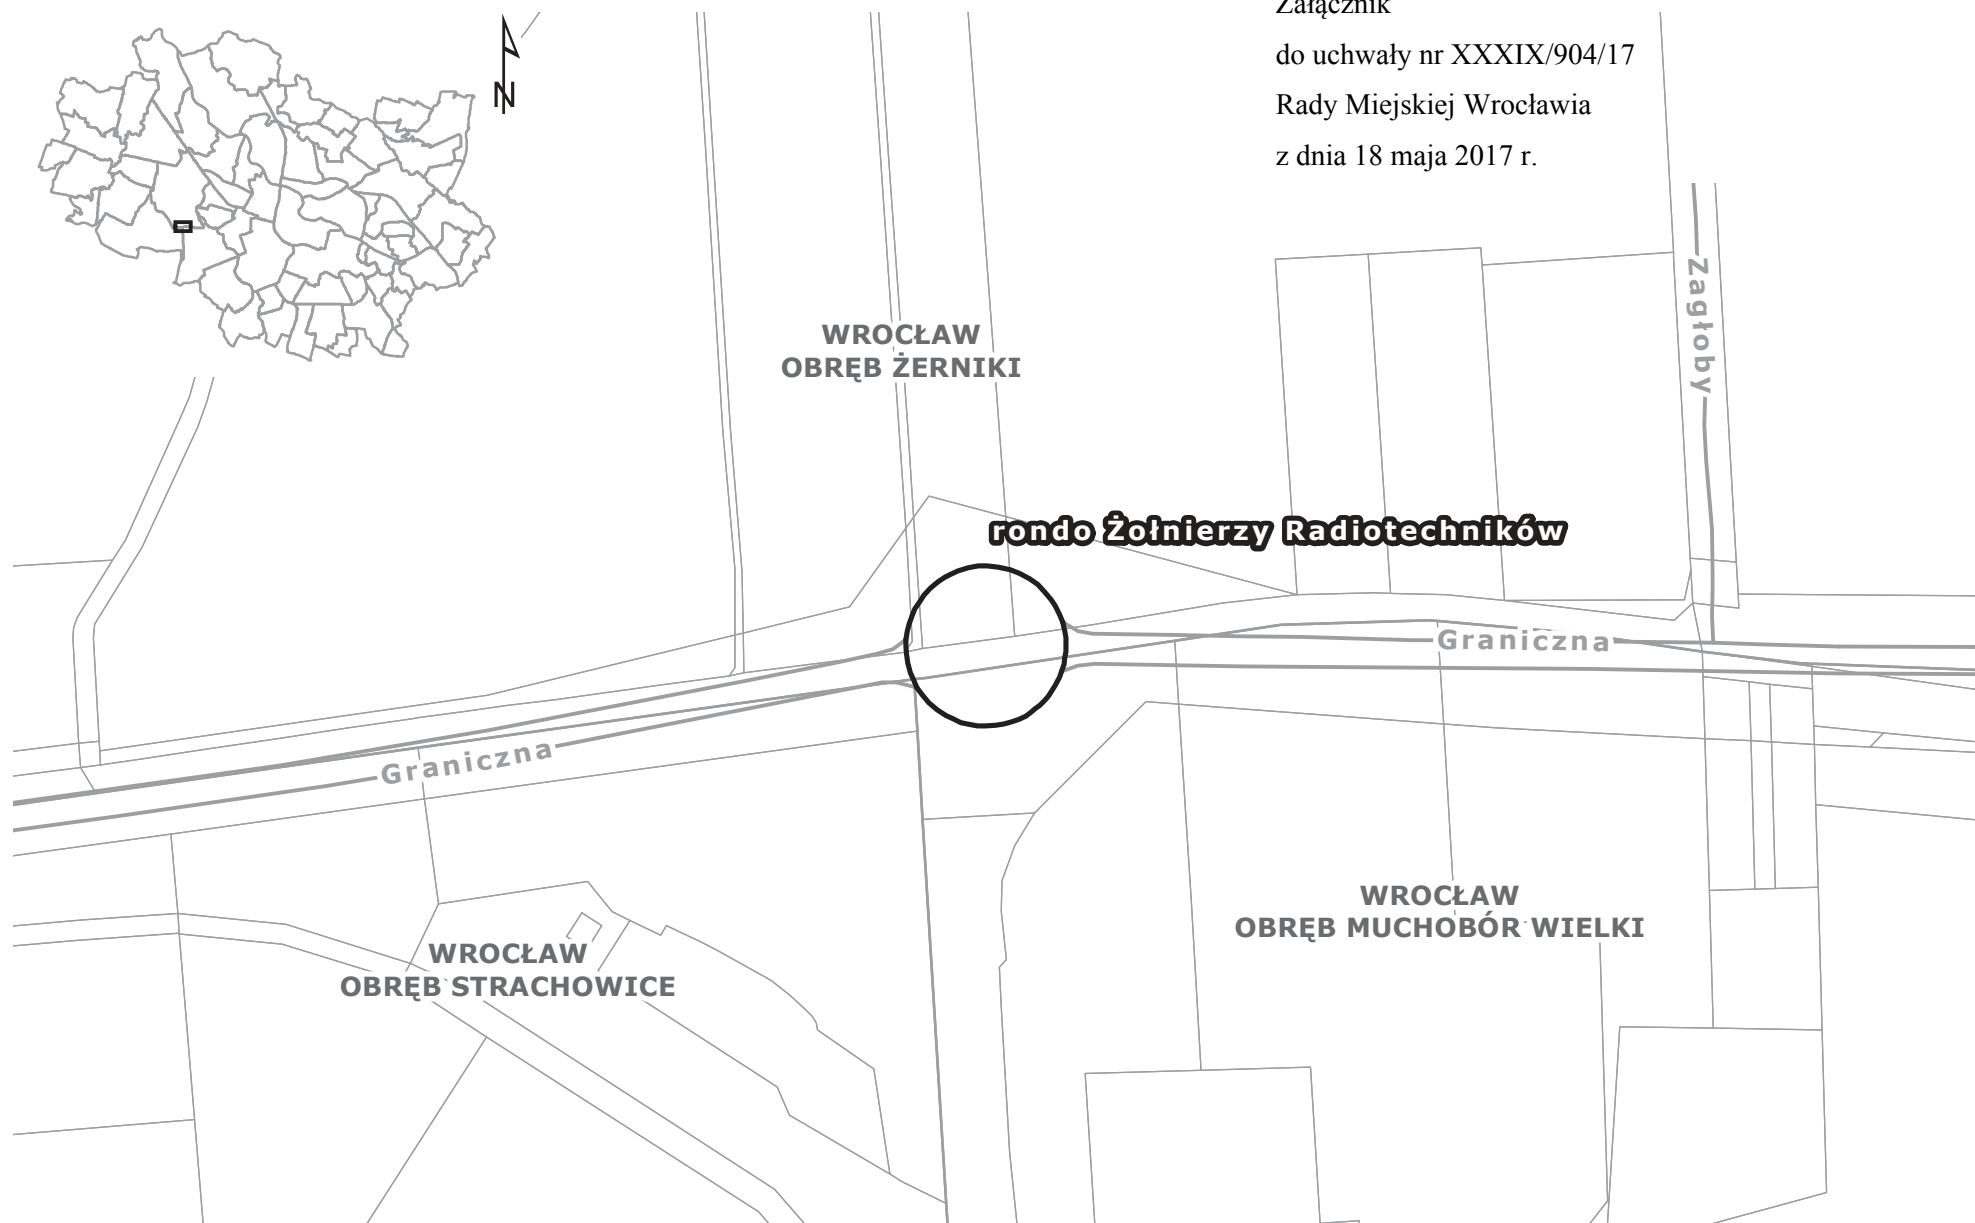 Załącznik
do uchwały nr XXXIX/904/17
Rady Miejskiej Wrocławia
z dnia 18 maja 2017 r.
N
WROCŁAW
OBRĘB ŻERNIKI
Zagłoby
rondo Żołnierzy Radiotechników
Graniczna
Graniczna
WROCŁAW
OBRĘB MUCHOBÓR WIELKI
WROCŁAW
OBRĘB STRACHOWICE